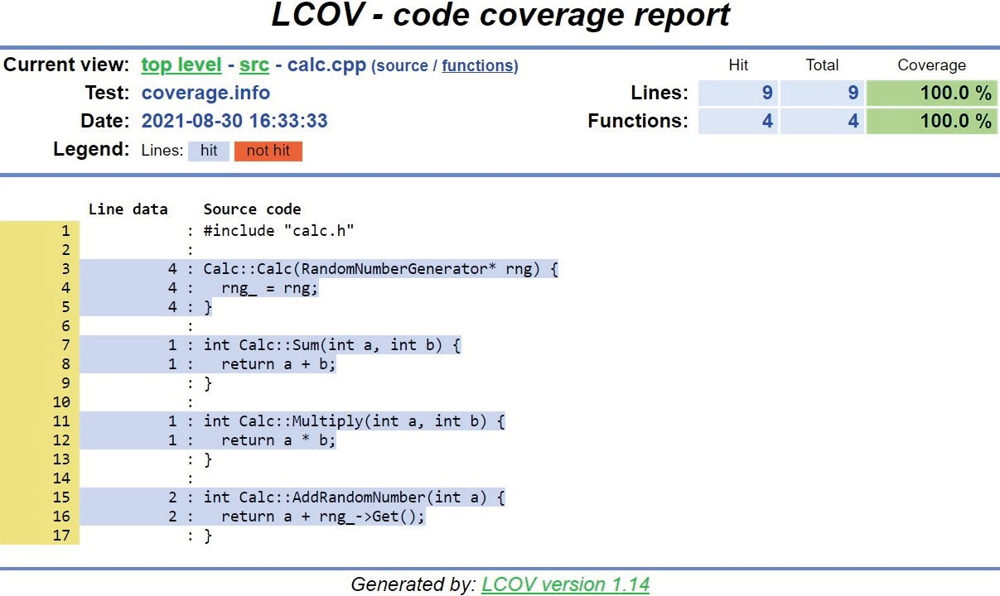 LCOV - code coverage report
Current view: top level - src - calc.cpp (source / functions) Hit Total Coverage
Test: coverage.info Lines: 9 9 100.0 %
Date: 2021-08-30 16:33:33 Functions: 4 4 100.0 %
Legend: Lines: hit not hit
Line data Source code
1 : #include "calc.h"
2 :
3 4 : Calc::Calc(RandomNumberGenerator* rng) {
4 4 :   rng_ = rng;
5 4 : }
6 :
7 1 : int Calc::Sum(int a, int b) {
8 1 :   return a + b;
9 : }
10 :
11 1 : int Calc::Multiply(int a, int b) {
12 1 :   return a * b;
13 : }
14 :
15 2 : int Calc::AddRandomNumber(int a) {
16 2 :   return a + rng_->Get();
17 : }
Generated by: LCOV version 1.14